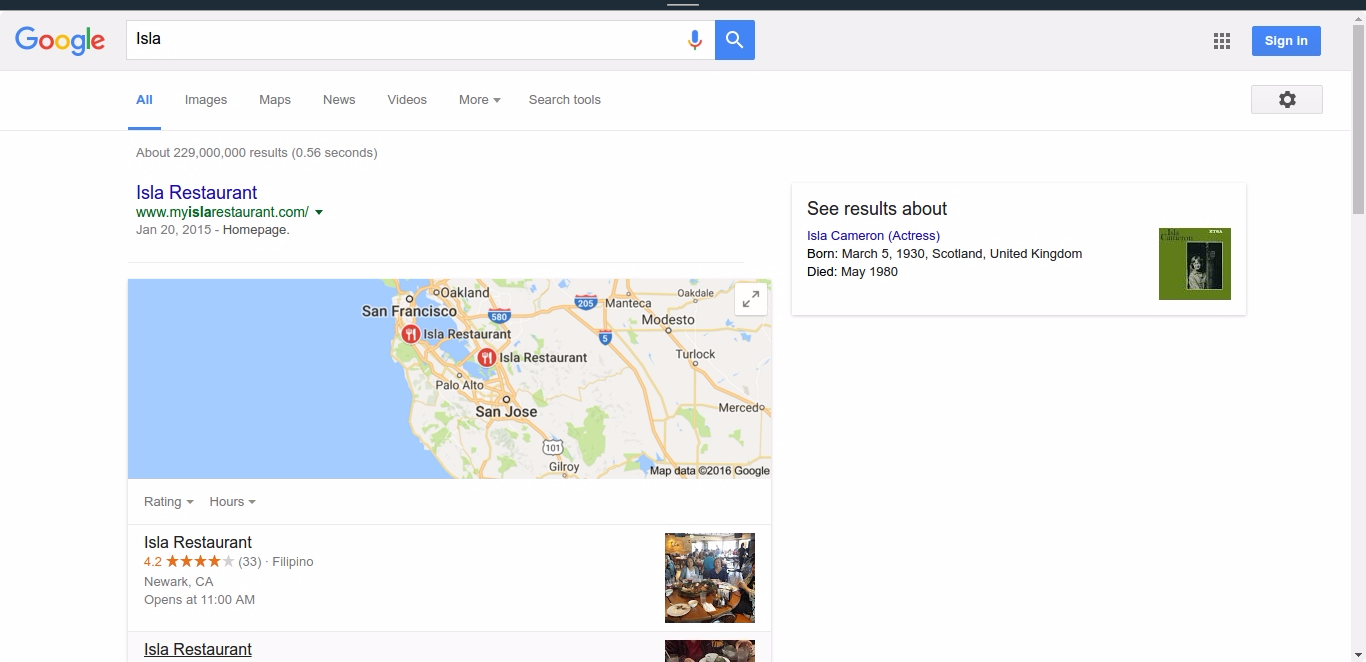 Google
Isla
Sign in
All Images Maps News Videos More Search tools
About 229,000,000 results (0.56 seconds)
Isla Restaurant
www.myislarestaurant.com/
Jan 20, 2015 - Homepage.
See results about
Isla Cameron (Actress)
Born: March 5, 1930, Scotland, United Kingdom
Died: May 1980
Isla
Cameron
Oakland
San Francisco
205
Manteca
Oakdale
580
Modesto
Isla Restaurant
5
Isla Restaurant
Turlock
Palo Alto
San Jose
Merced
101
Gilroy
Map data ©2016 Google
Rating Hours
Isla Restaurant
4.2 (33) · Filipino
Newark, CA
Opens at 11:00 AM
Isla Restaurant